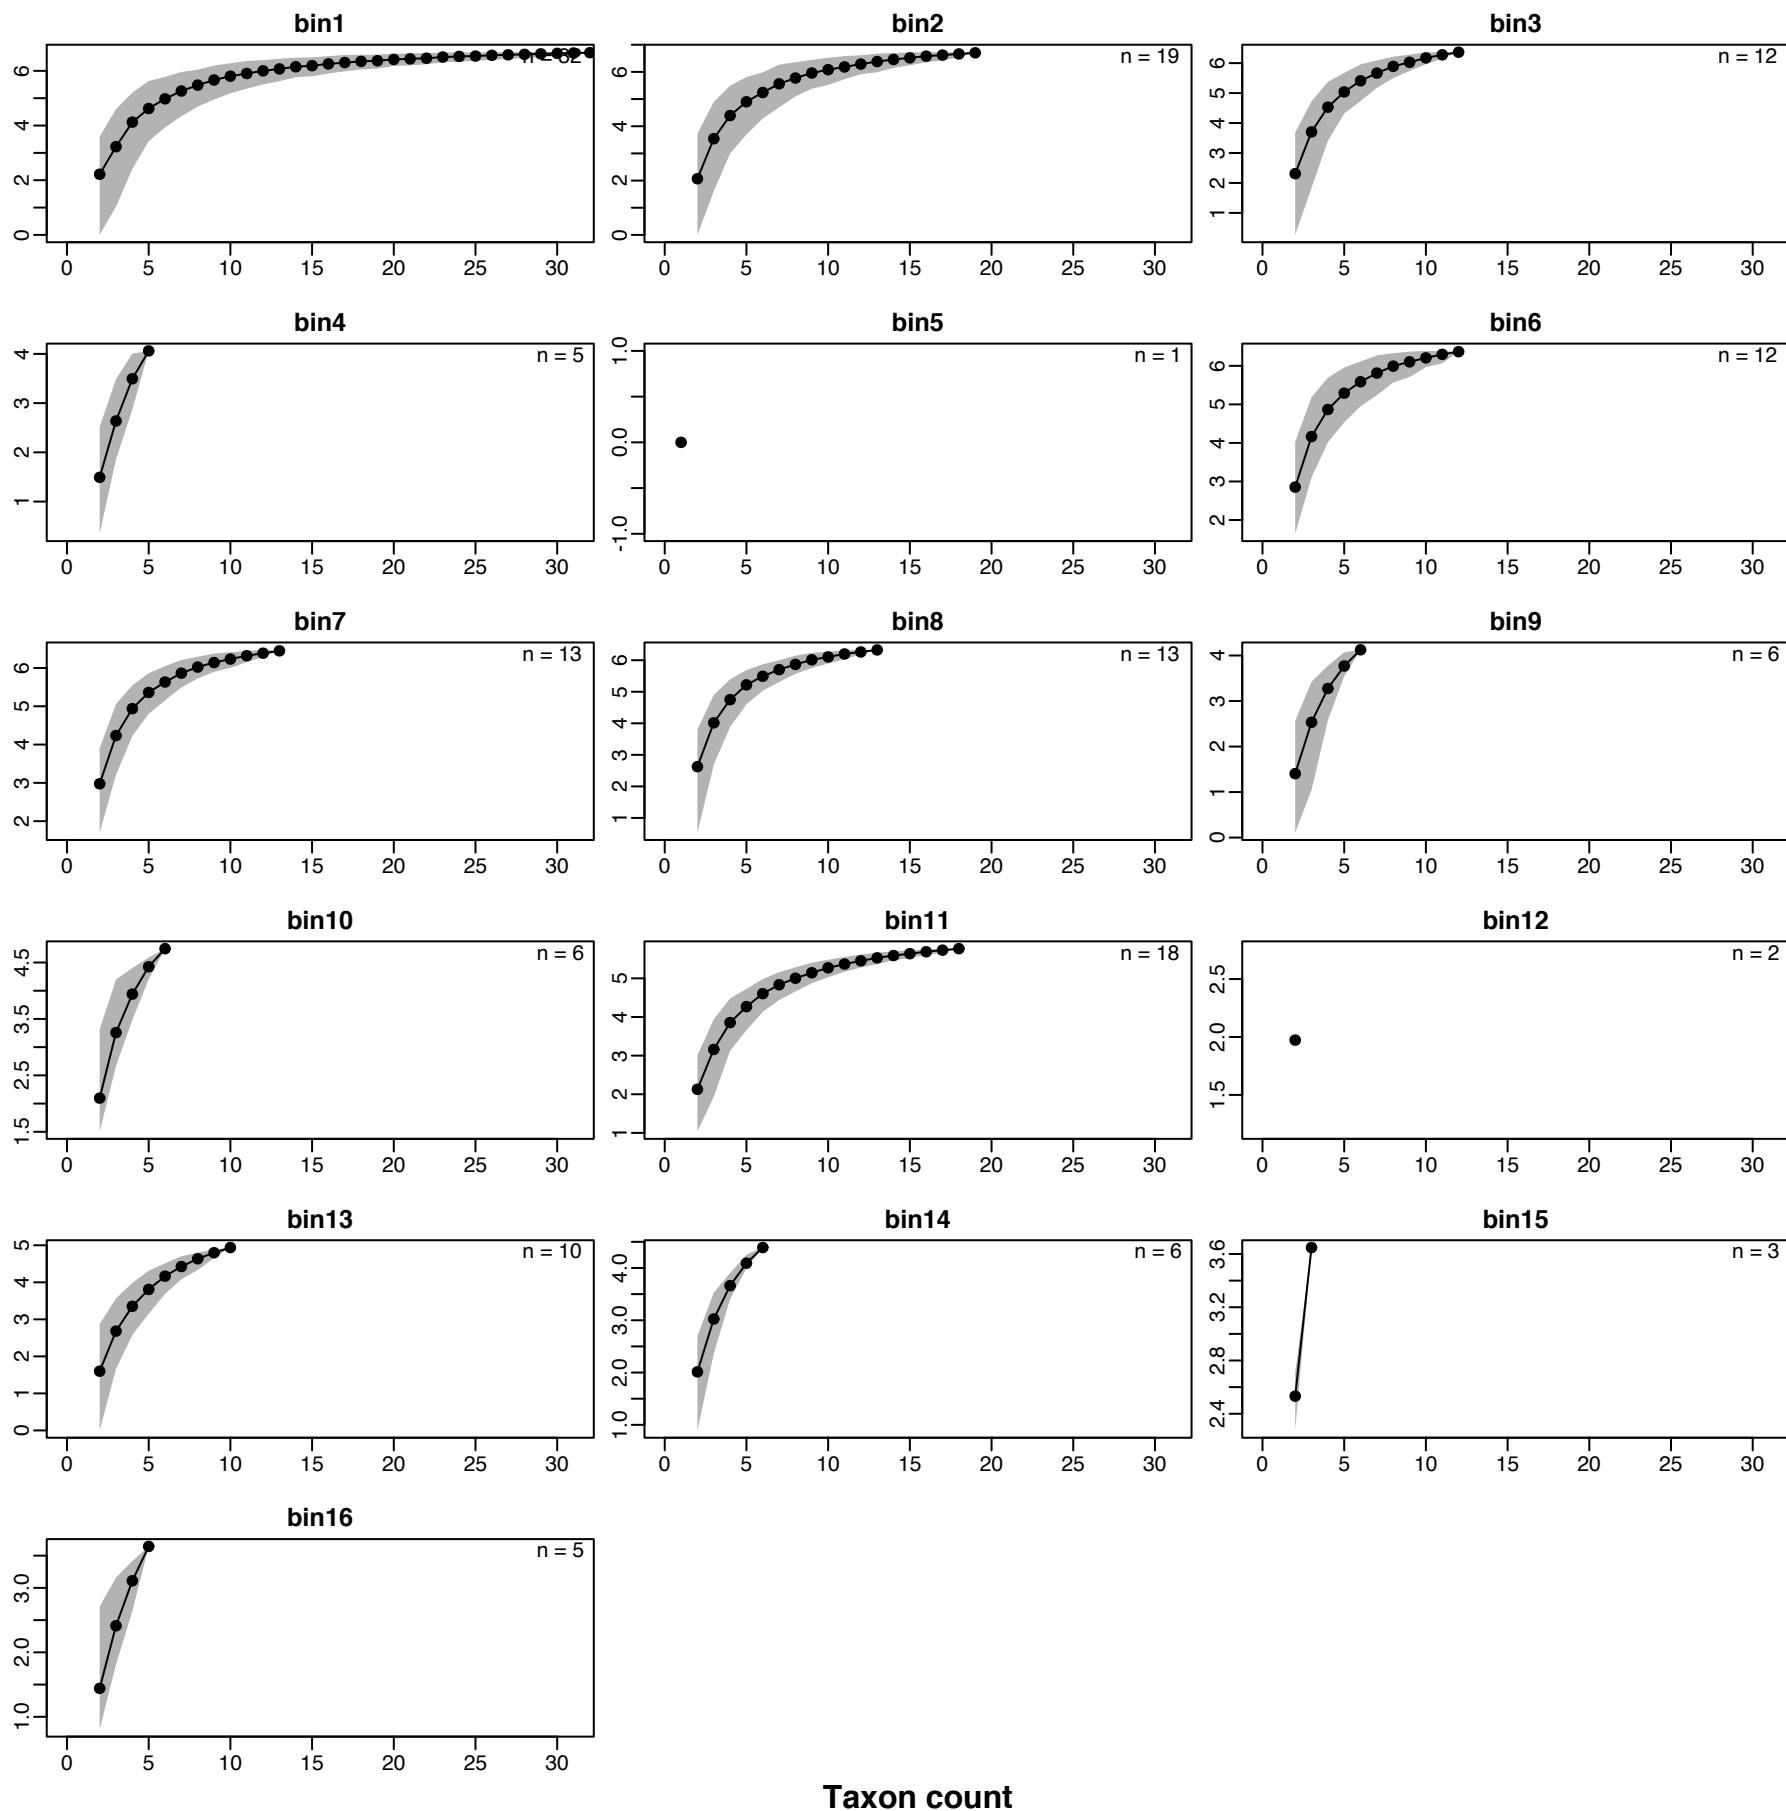 bin1
bin2
bin3
n = 32
n = 19
n = 12
0 2 4 6
0 2 4 6
1 2 3 4 5 6
0 5 10 15 20 25 30
0 5 10 15 20 25 30
0 5 10 15 20 25 30
bin4
bin5
bin6
n = 5
n = 1
n = 12
1 2 3 4
-1.0 0.0 1.0
2 3 4 5 6
0 5 10 15 20 25 30
0 5 10 15 20 25 30
0 5 10 15 20 25 30
bin7
bin8
bin9
n = 13
n = 13
n = 6
2 3 4 5 6
1 2 3 4 5 6
0 1 2 3 4
0 5 10 15 20 25 30
0 5 10 15 20 25 30
0 5 10 15 20 25 30
bin10
bin11
bin12
n = 6
n = 18
n = 2
1.5 2.5 3.5 4.5
1 2 3 4 5
1.5 2.0 2.5
0 5 10 15 20 25 30
0 5 10 15 20 25 30
0 5 10 15 20 25 30
bin13
bin14
bin15
n = 10
n = 6
n = 3
0 1 2 3 4 5
1.0 2.0 3.0 4.0
2.4 2.8 3.2 3.6
0 5 10 15 20 25 30
0 5 10 15 20 25 30
0 5 10 15 20 25 30
bin16
n = 5
1.0 2.0 3.0
0 5 10 15 20 25 30
Taxon count